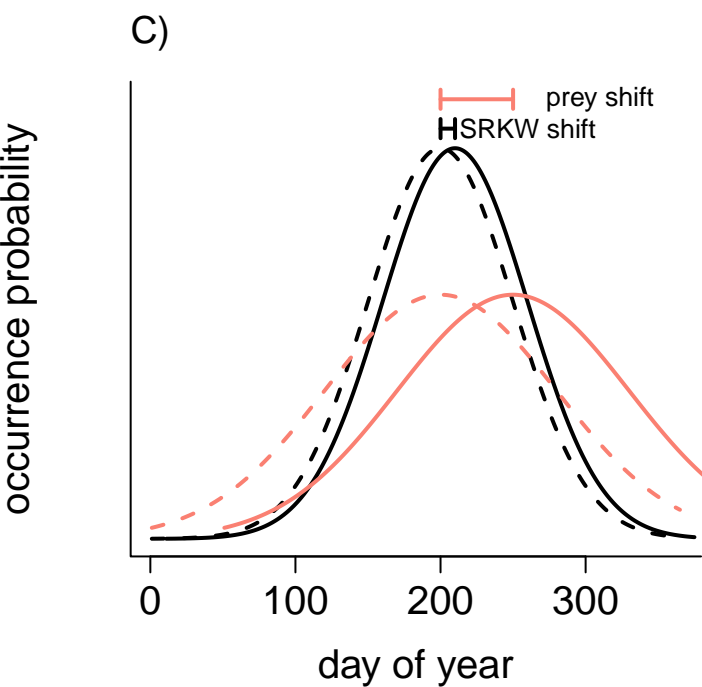 C)
prey shift
SRKW shift
occurrence probability
0 100 200 300
day of year